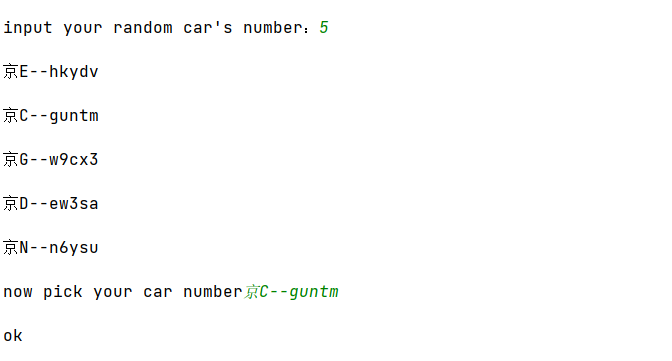 input your random car's number：5
京E--hkydv
京C--guntm
京G--w9cx3
京D--ew3sa
京N--n6ysu
now pick your car number京C--guntm
ok